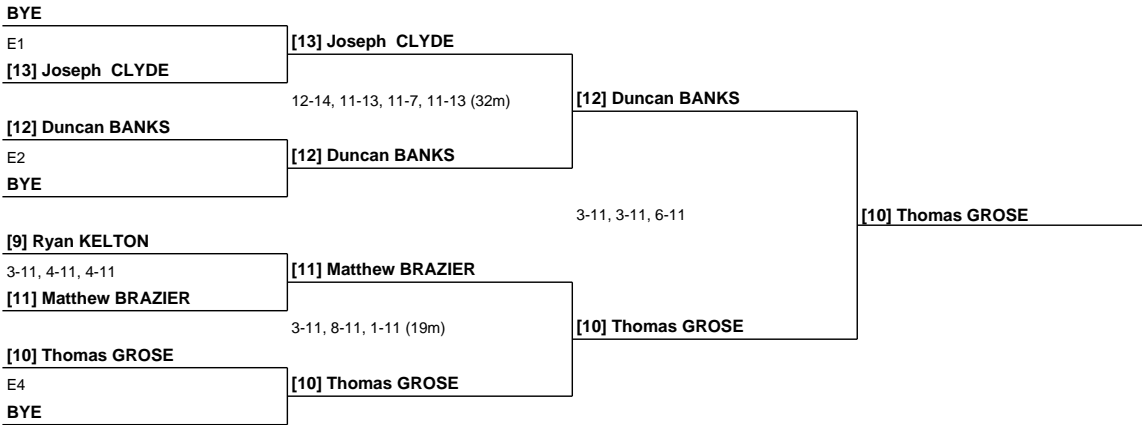 BYE
E1
[13] Joseph CLYDE
[13] Joseph CLYDE
12-14, 11-13, 11-7, 11-13 (32m)
[12] Duncan BANKS
[12] Duncan BANKS
E2
[12] Duncan BANKS
BYE
3-11, 3-11, 6-11
[10] Thomas GROSE
[9] Ryan KELTON
3-11, 4-11, 4-11
[11] Matthew BRAZIER
[11] Matthew BRAZIER
3-11, 8-11, 1-11 (19m)
[10] Thomas GROSE
[10] Thomas GROSE
E4
[10] Thomas GROSE
BYE